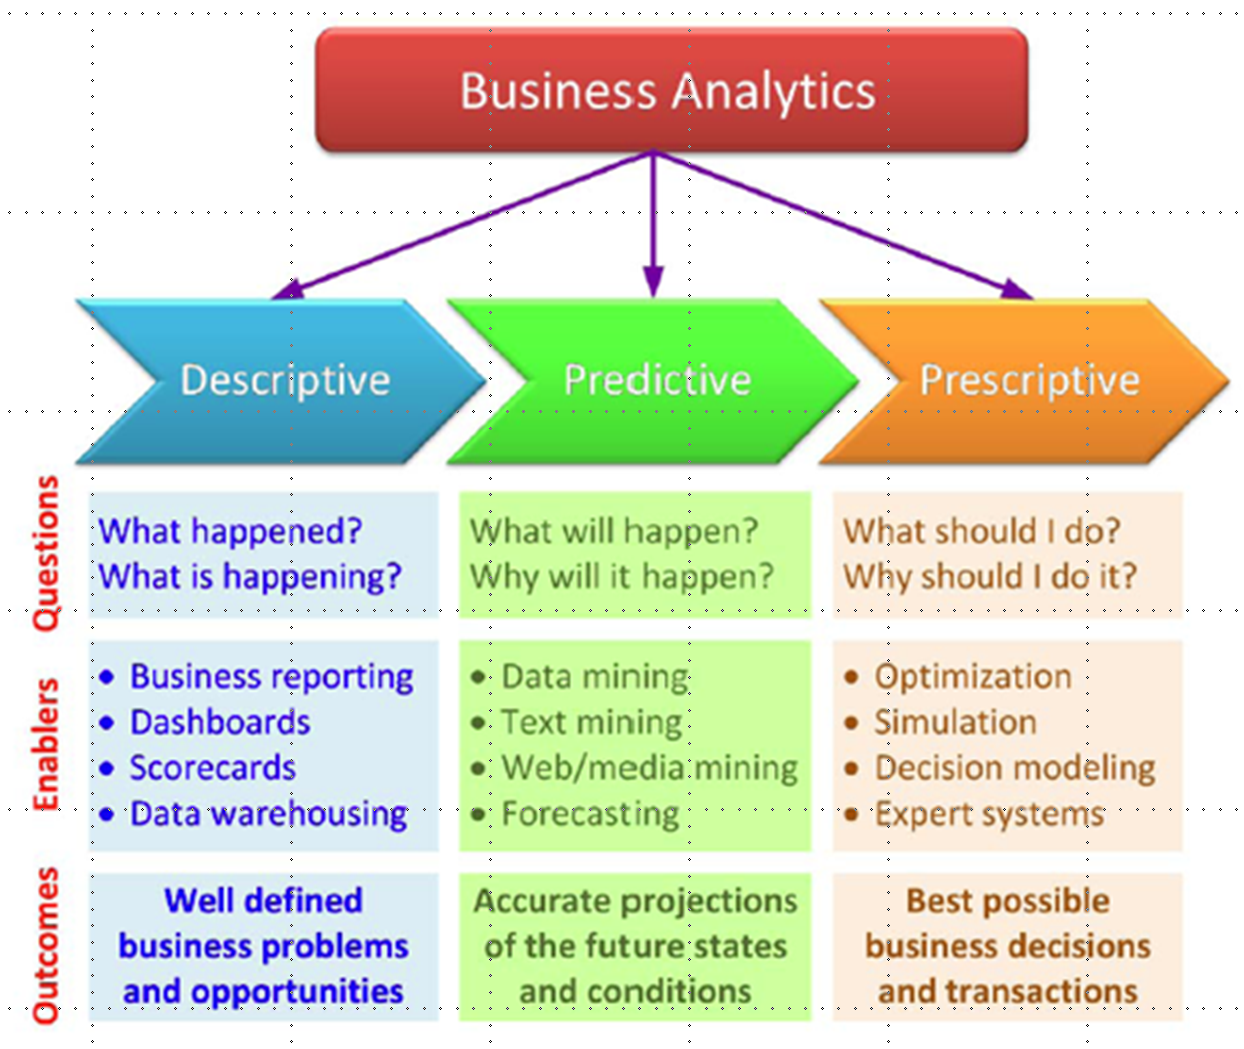 Business Analytics
Descriptive
Predictive
Prescriptive
Questions
What happened?
What is happening?
What will happen?
Why will it happen?
What should I do?
Why should I do it?
Enablers
• Business reporting
• Dashboards
• Scorecards
• Data warehousing
• Data mining
• Text mining
• Web/media mining
• Forecasting
• Optimization
• Simulation
• Decision modeling
• Expert systems
Outcomes
Well defined
business problems
and opportunities
Accurate projections
of the future states
and conditions
Best possible
business decisions
and transactions